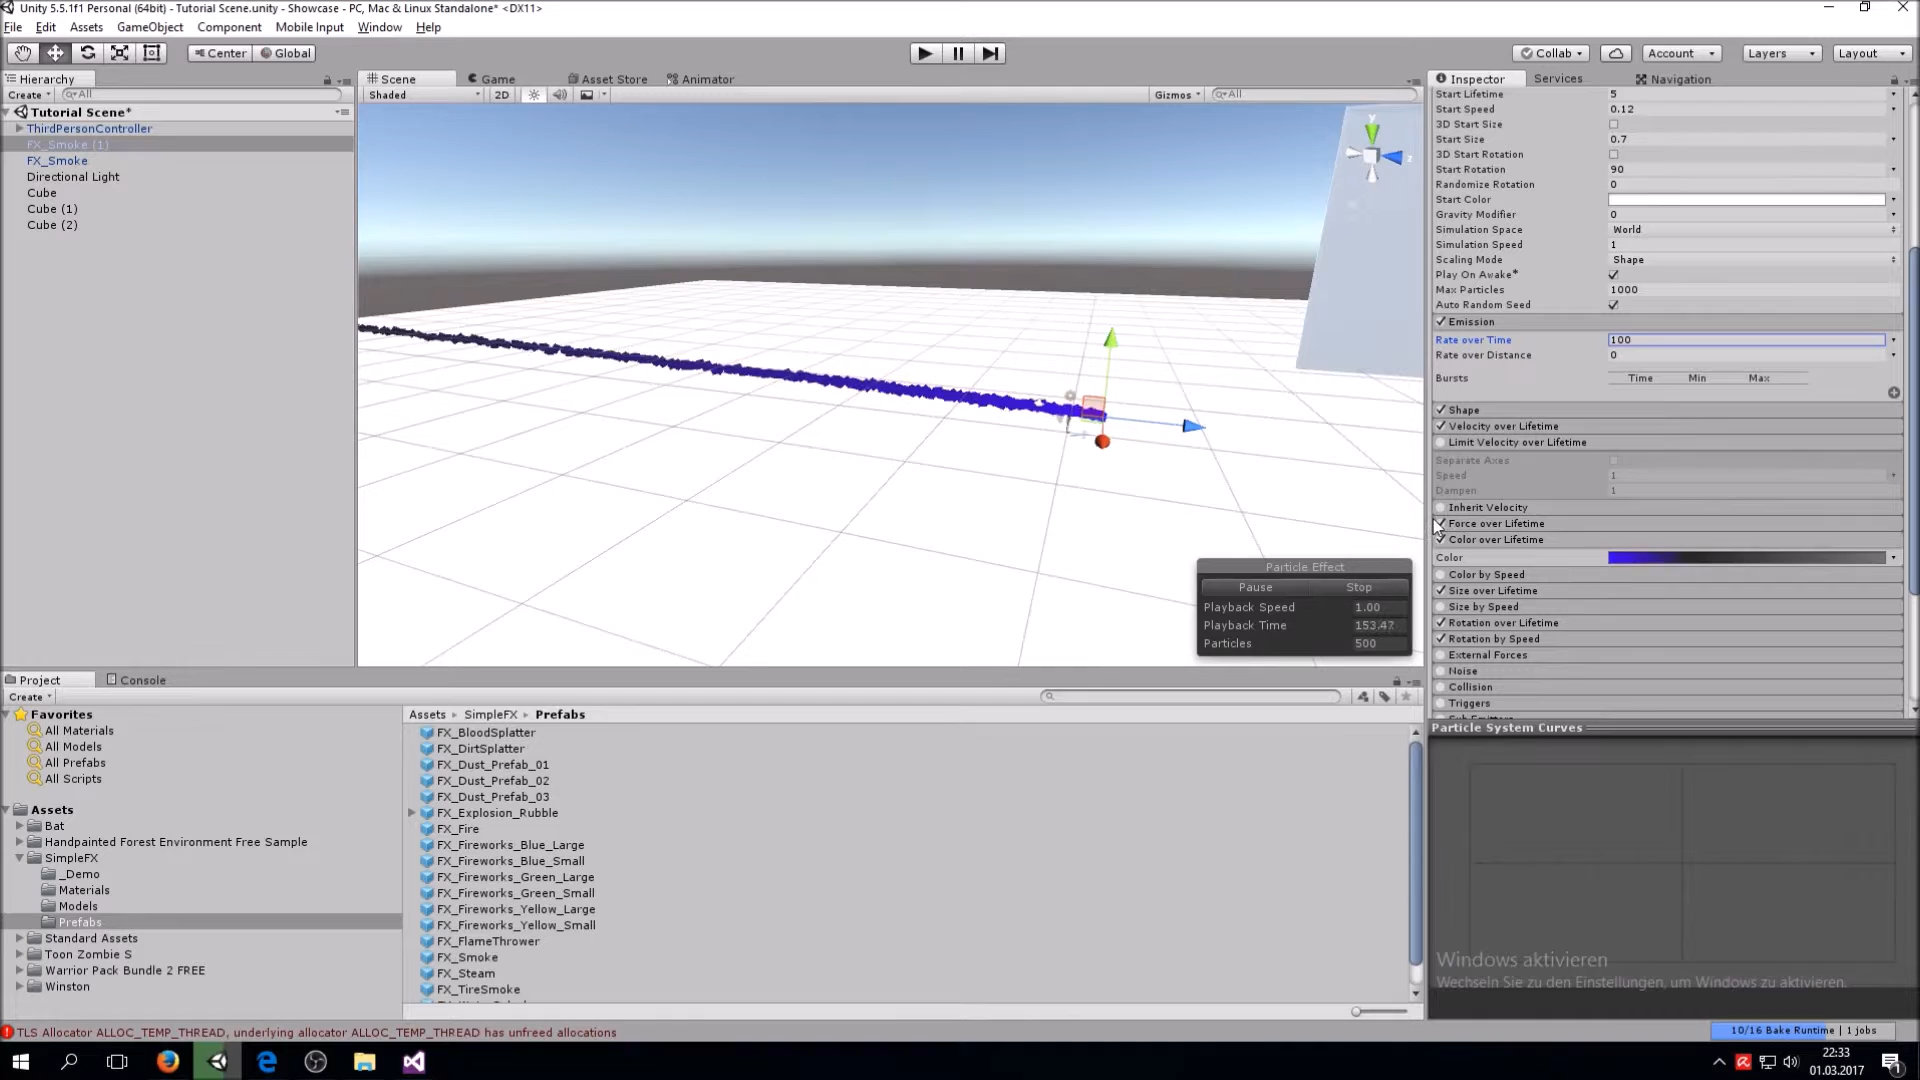 Unity 5.5.1f1 Personal (64bit) - Tutorial Scene.unity - Showcase - PC, Mac & Linux Standalone* <DX11>
File Edit Assets GameObject Component Mobile Input Window Help
Center Global Collab Account Layers Layout
Hierarchy
Create All
Tutorial Scene*
ThirdPersonController
FX_Smoke (1)
FX_Smoke
Directional Light
Cube
Cube (1)
Cube (2)
Scene Game Asset Store Animator
Shaded 2D Gizmos All
y
z
Particle Effect
Pause Stop
Playback Speed 1.00
Playback Time 153.47
Particles 500
Inspector Services Navigation
Start Lifetime 5
Start Speed 0.12
3D Start Size
Start Size 0.7
3D Start Rotation
Start Rotation 90
Randomize Rotation 0
Start Color
Gravity Modifier 0
Simulation Space World
Simulation Speed 1
Scaling Mode Shape
Play On Awake*
Max Particles 1000
Auto Random Seed
Emission
Rate over Time 100
Rate over Distance 0
Bursts Time Min Max
Shape
Velocity over Lifetime
Limit Velocity over Lifetime
Separate Axes
Speed 1
Dampen 1
Inherit Velocity
Force over Lifetime
Color over Lifetime
Color
Color by Speed
Size over Lifetime
Size by Speed
Rotation over Lifetime
Rotation by Speed
External Forces
Noise
Collision
Triggers
Particle System Curves
Windows aktivieren
Wechseln Sie zu den Einstellungen, um Windows zu aktivieren.
Project Console
Create
Favorites
All Materials
All Models
All Prefabs
All Scripts
Assets
Bat
Handpainted Forest Environment Free Sample
SimpleFX
_Demo
Materials
Models
Prefabs
Standard Assets
Toon Zombie S
Warrior Pack Bundle 2 FREE
Winston
Assets SimpleFX Prefabs
FX_BloodSplatter
FX_DirtSplatter
FX_Dust_Prefab_01
FX_Dust_Prefab_02
FX_Dust_Prefab_03
FX_Explosion_Rubble
FX_Fire
FX_Fireworks_Blue_Large
FX_Fireworks_Blue_Small
FX_Fireworks_Green_Large
FX_Fireworks_Green_Small
FX_Fireworks_Yellow_Large
FX_Fireworks_Yellow_Small
FX_FlameThrower
FX_Smoke
FX_Steam
FX_TireSmoke
TLS Allocator ALLOC_TEMP_THREAD, underlying allocator ALLOC_TEMP_THREAD has unfreed allocations
10/16 Bake Runtime | 1 jobs
22:33
01.03.2017
1